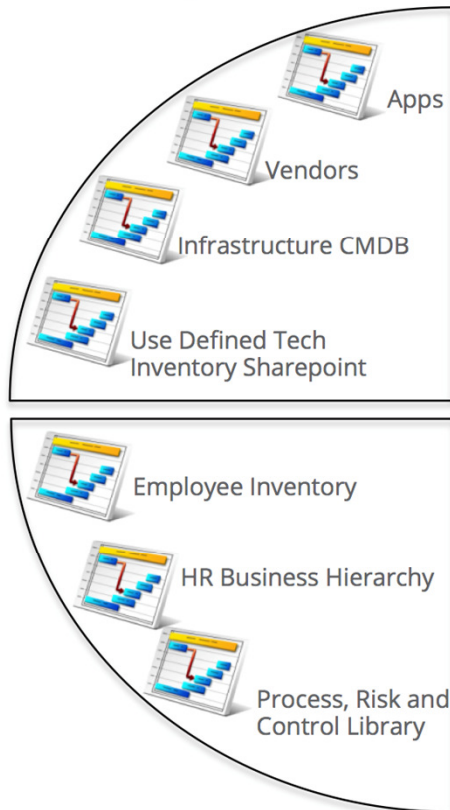 Apps
Vendors
Infrastructure CMDB
Use Defined Tech
Inventory Sharepoint
Employee Inventory
HR Business Hierarchy
Process, Risk and
Control Library